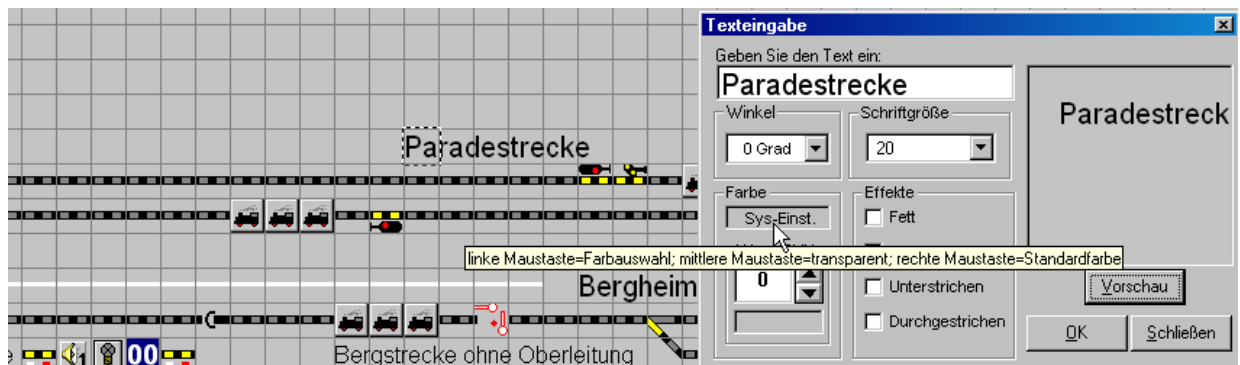 Texteingabe
Geben Sie den Text ein:
Paradestrecke
Winkel
Schriftgröße
0 Grad
20
Paradestreck
Farbe
Effekte
Sys-Einst.
Fett
linke Maustaste=Farbauswahl; mittlere Maustaste=transparent; rechte Maustaste=Standardfarbe
0
Unterstrichen
Durchgestrichen
Vorschau
OK
Schließen
Paradestrecke
Bergheim
1
00
Bergstrecke ohne Oberleitung